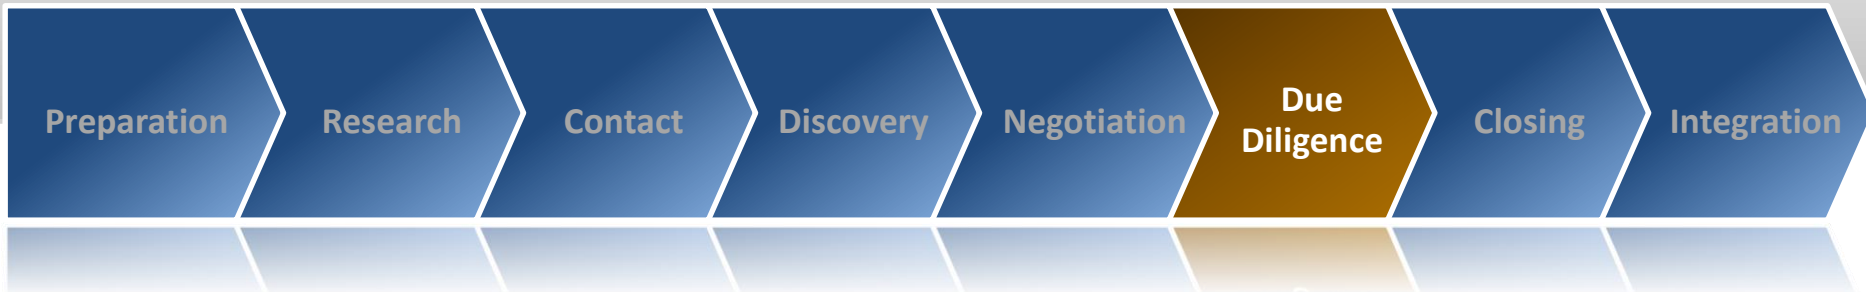 Preparation
Research
Contact
Discovery
Negotiation
Due
Diligence
Closing
Integration